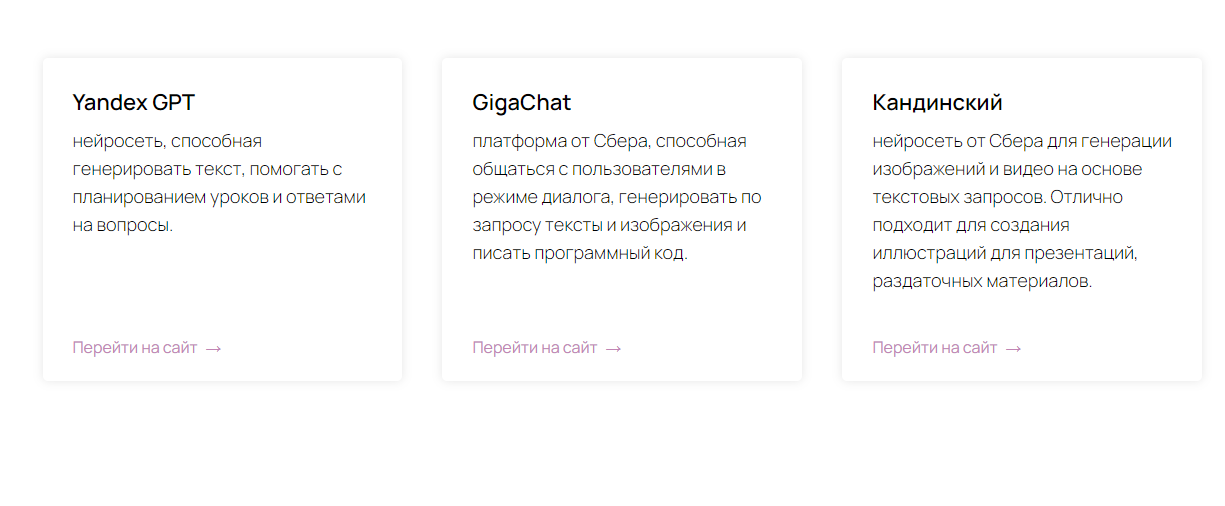 Yandex GPT
нейросеть, способная
генерировать текст, помогать с
планированием уроков и ответами
на вопросы.
Перейти на сайт →
GigaChat
платформа от Сбера, способная
общаться с пользователями в
режиме диалога, генерировать по
запросу тексты и изображения и
писать программный код.
Перейти на сайт →
Кандинский
нейросеть от Сбера для генерации
изображений и видео на основе
текстовых запросов. Отлично
подходит для создания
иллюстраций для презентаций,
раздаточных материалов.
Перейти на сайт →